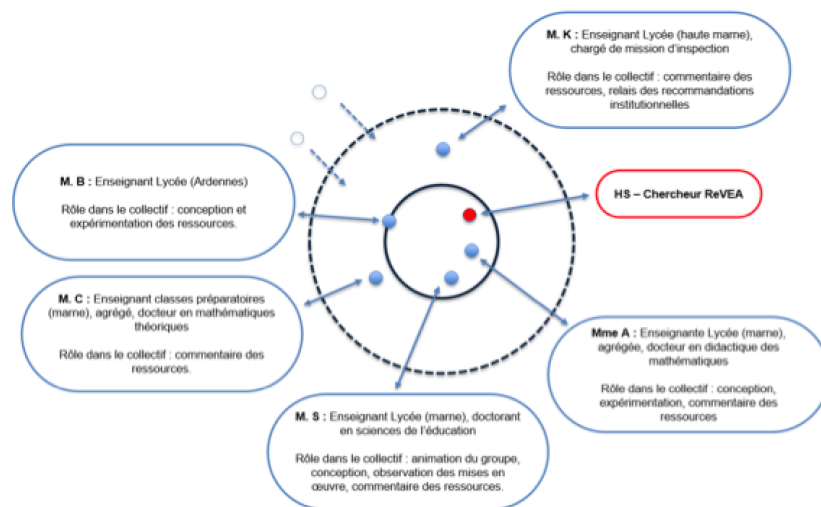 M. K : Enseignant Lycée (haute marne),
chargé de mission d'inspection
Rôle dans le collectif : commentaire des
ressources, relais des recommandations
institutionnelles
M. B : Enseignant Lycée (Ardennes)
Rôle dans le collectif : conception et
expérimentation des ressources.
HS – Chercheur ReVEA
M. C : Enseignant classes préparatoires
(marne), agrégé, docteur en mathématiques
théoriques
Rôle dans le collectif : commentaire des
ressources.
Mme A : Enseignante Lycée (marne),
agrégée, docteur en didactique des
mathématiques
Rôle dans le collectif : conception,
expérimentation, commentaire des
ressources
M. S : Enseignant Lycée (marne), doctorant
en sciences de l'éducation
Rôle dans le collectif : animation du groupe,
conception, observation des mises en
œuvre, commentaire des ressources.